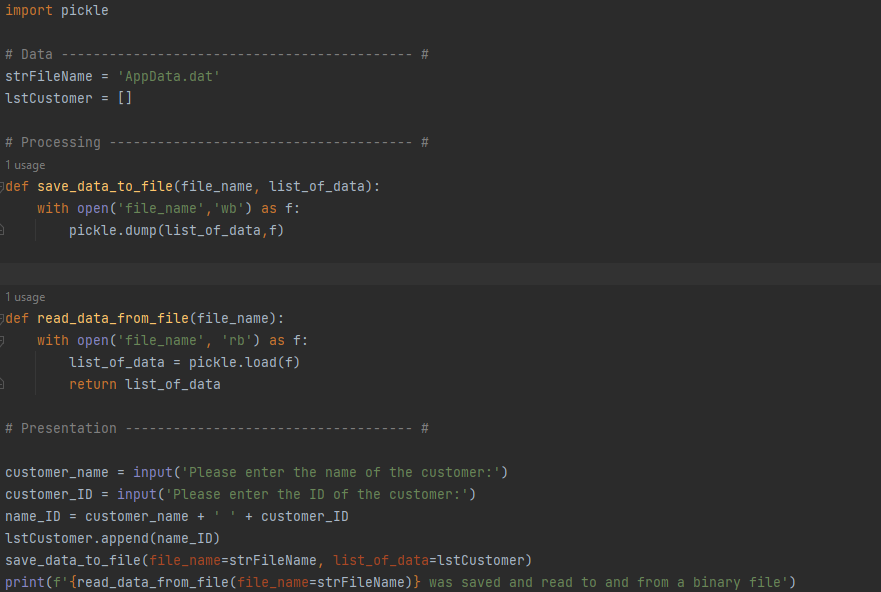 import pickle
# Data -------------------------------------------- #
strFileName = 'AppData.dat'
lstCustomer = []
# Processing -------------------------------------- #
1 usage
def save_data_to_file(file_name, list_of_data):
    with open('file_name','wb') as f:
        pickle.dump(list_of_data,f)
1 usage
def read_data_from_file(file_name):
    with open('file_name', 'rb') as f:
        list_of_data = pickle.load(f)
        return list_of_data
# Presentation ------------------------------------ #
customer_name = input('Please enter the name of the customer:')
customer_ID = input('Please enter the ID of the customer:')
name_ID = customer_name + ' ' + customer_ID
lstCustomer.append(name_ID)
save_data_to_file(file_name=strFileName, list_of_data=lstCustomer)
print(f'{read_data_from_file(file_name=strFileName)} was saved and read to and from a binary file')